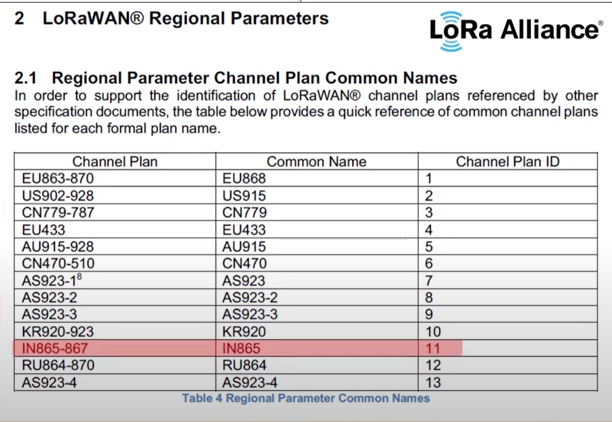 2 LoRaWAN® Regional Parameters
LoRa Alliance®
2.1 Regional Parameter Channel Plan Common Names
In order to support the identification of LoRaWAN® channel plans referenced by other
specification documents, the table below provides a quick reference of common channel plans
listed for each formal plan name.
Channel Plan Common Name Channel Plan ID
EU863-870 EU868 1
US902-928 US915 2
CN779-787 CN779 3
EU433 EU433 4
AU915-928 AU915 5
CN470-510 CN470 6
AS923-1⁸ AS923 7
AS923-2 AS923-2 8
AS923-3 AS923-3 9
KR920-923 KR920 10
IN865-867 IN865 11
RU864-870 RU864 12
AS923-4 AS923-4 13
Table 4 Regional Parameter Common Names